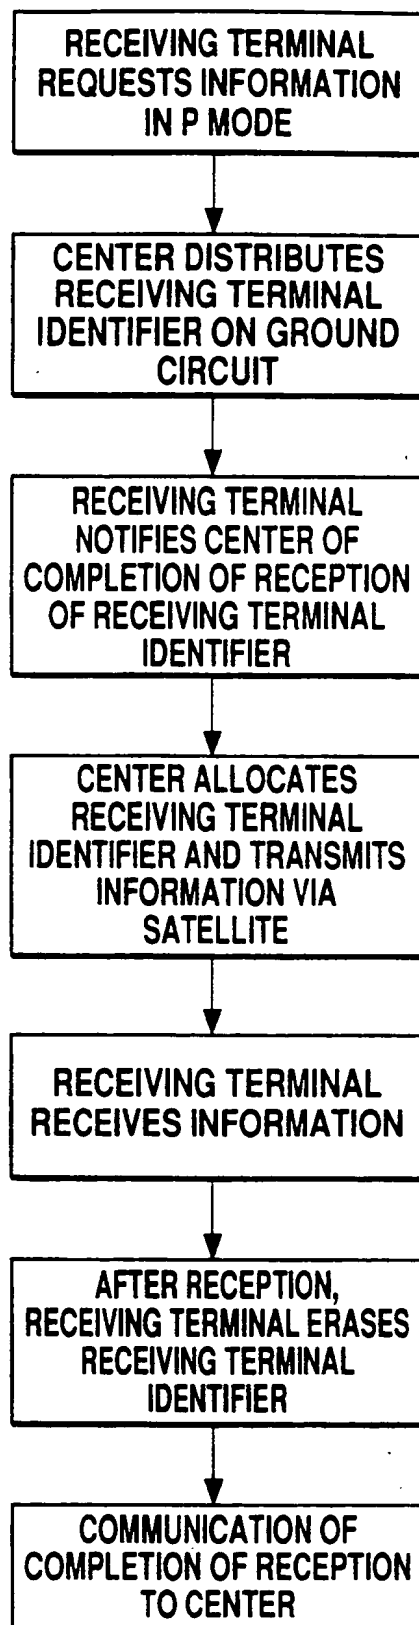 RECEIVING TERMINAL
REQUESTS INFORMATION
IN P MODE
CENTER DISTRIBUTES
RECEIVING TERMINAL
IDENTIFIER ON GROUND
CIRCUIT
RECEIVING TERMINAL
NOTIFIES CENTER OF
COMPLETION OF RECEPTION
OF RECEIVING TERMINAL
IDENTIFIER
CENTER ALLOCATES
RECEIVING TERMINAL
IDENTIFIER AND TRANSMITS
INFORMATION VIA
SATELLITE
RECEIVING TERMINAL
RECEIVES INFORMATION
AFTER RECEPTION,
RECEIVING TERMINAL ERASES
RECEIVING TERMINAL
IDENTIFIER
COMMUNICATION OF
COMPLETION OF RECEPTION
TO CENTER